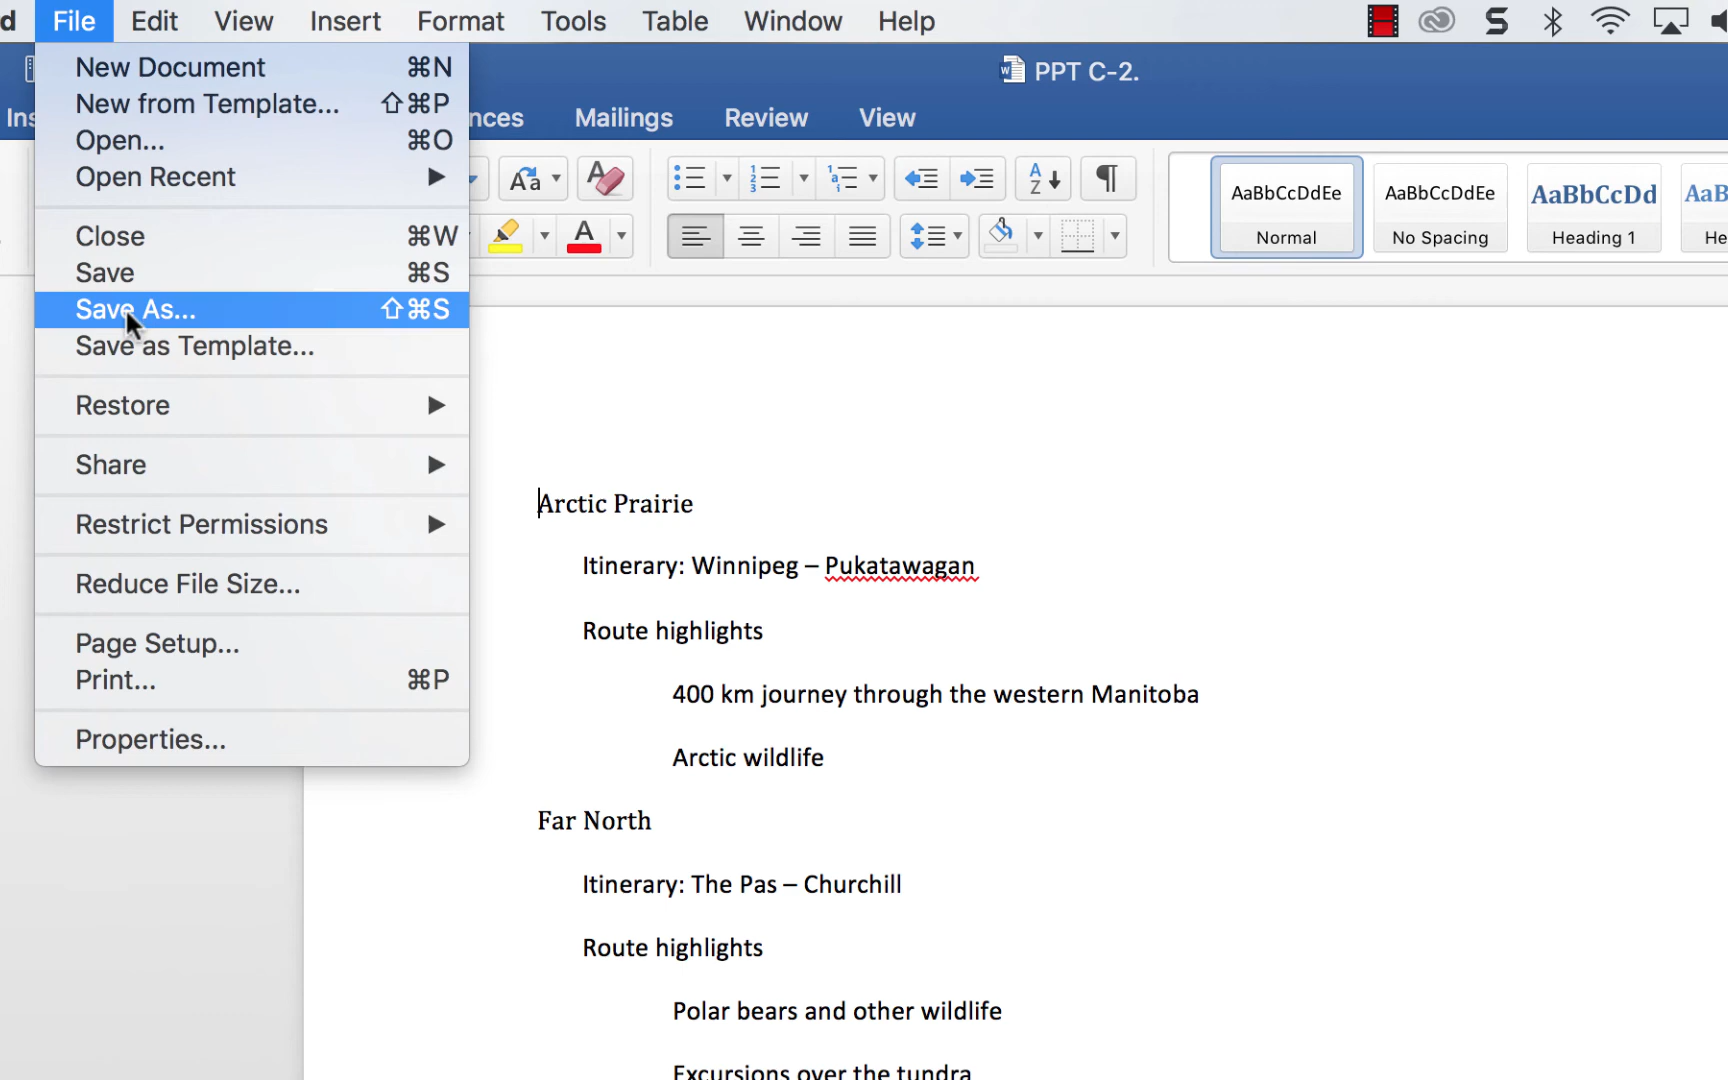 d File Edit View Insert Format Tools Table Window Help
PPT C-2.
Ins
nces Mailings Review View
New Document ⌘N
New from Template... ⇧⌘P
Open... ⌘O
Open Recent ▶
Close ⌘W
Save ⌘S
Save As... ⇧⌘S
Save as Template...
Restore ▶
Share ▶
Restrict Permissions ▶
Reduce File Size...
Page Setup...
Print... ⌘P
Properties...
AaBbCcDdEe AaBbCcDdEe AaBbCcDd AaB
Normal No Spacing Heading 1 He
Arctic Prairie
Itinerary: Winnipeg – Pukatawagan
Route highlights
400 km journey through the western Manitoba
Arctic wildlife
Far North
Itinerary: The Pas – Churchill
Route highlights
Polar bears and other wildlife
Excursions over the tundra